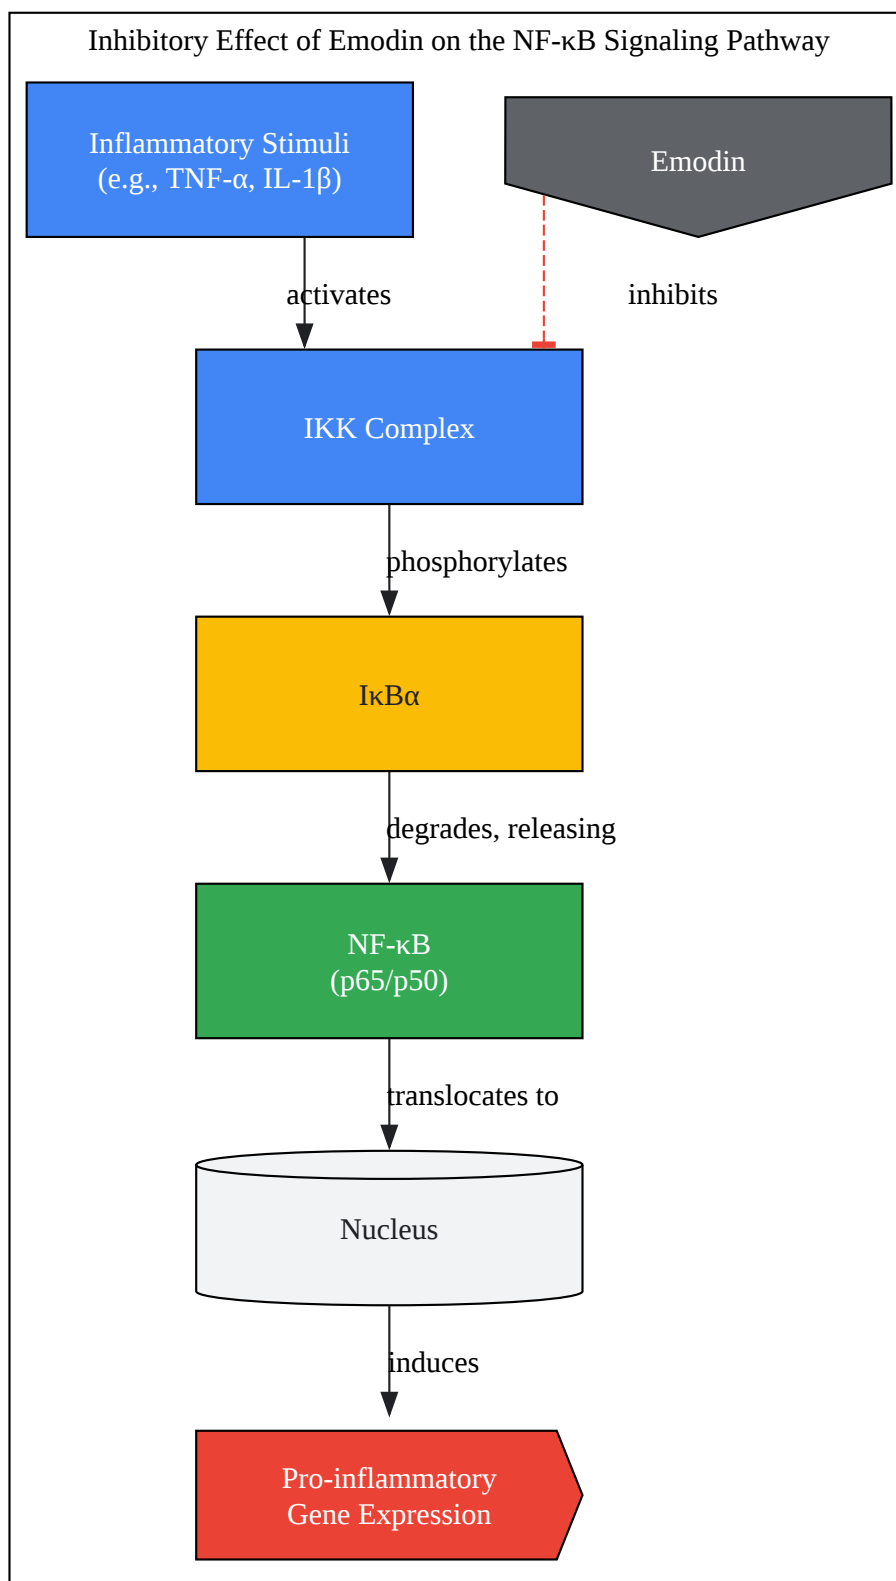 Inhibitory Effect of Emodin on the NF-κB Signaling Pathway
Inflammatory Stimuli
(e.g., TNF-α, IL-1β)
Emodin
activates
inhibits
IKK Complex
phosphorylates
IκBα
degrades, releasing
NF-κB
(p65/p50)
translocates to
Nucleus
induces
Pro-inflammatory
Gene Expression